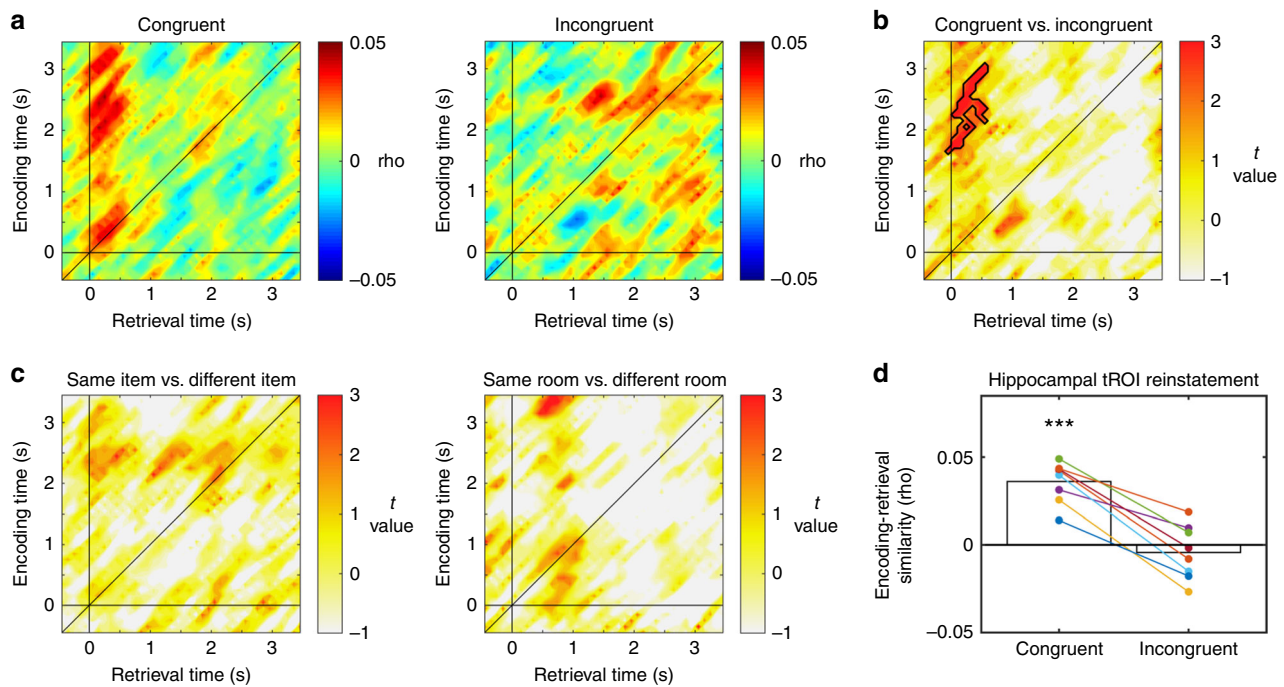 a
Congruent
Encoding time (s)
3
2
1
0
0 1 2 3
Retrieval time (s)
0.05
0
rho
−0.05
Incongruent
Encoding time (s)
3
2
1
0
0 1 2 3
Retrieval time (s)
0.05
0
rho
−0.05
b
Congruent vs. incongruent
Encoding time (s)
3
2
1
0
0 1 2 3
Retrieval time (s)
3
2
1
0
−1
t
value
c
Same item vs. different item
Encoding time (s)
3
2
1
0
0 1 2 3
Retrieval time (s)
3
2
1
0
−1
t
value
Same room vs. different room
Encoding time (s)
3
2
1
0
0 1 2 3
Retrieval time (s)
3
2
1
0
−1
t
value
d
Hippocampal tROI reinstatement
Encoding-retrieval
similarity (rho)
0.05
0
−0.05
***
Congruent Incongruent